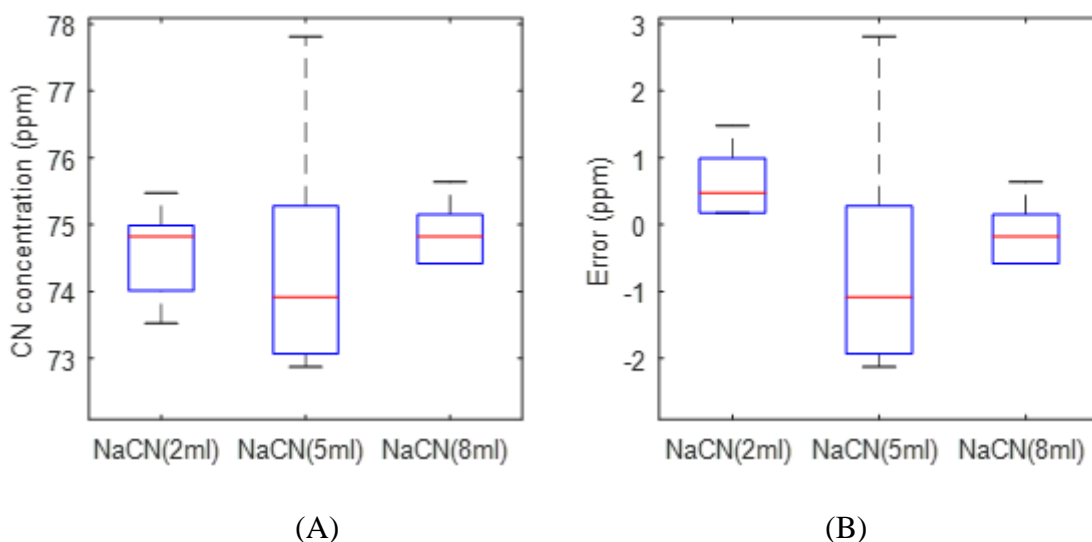 CN concentration (ppm)
78
77
76
75
74
73
NaCN(2ml) NaCN(5ml) NaCN(8ml)
(A)
Error (ppm)
3
2
1
0
-1
-2
NaCN(2ml) NaCN(5ml) NaCN(8ml)
(B)